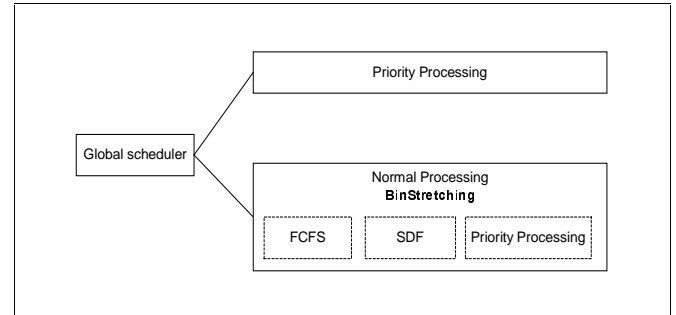 Priority Processing
Global scheduler
Normal Processing
BinStretching
FCFS
SDF
Priority Processing